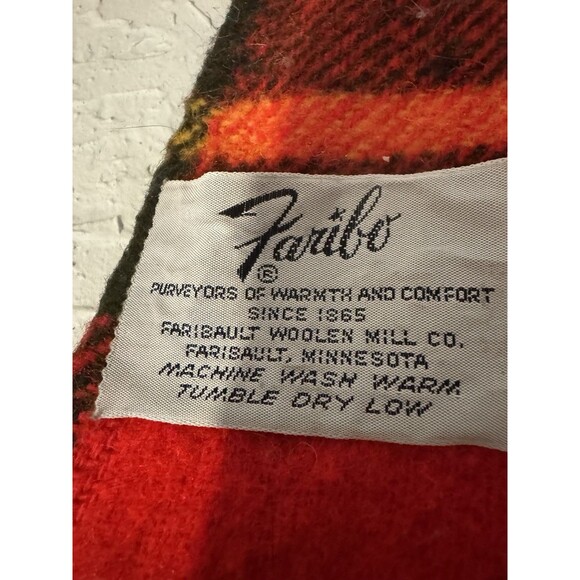 Faribo
®
PURVEYORS OF WARMTH AND COMFORT
SINCE 1865
FARIBAULT WOOLEN MILL CO.
FARIBAULT, MINNESOTA
MACHINE WASH WARM
TUMBLE DRY LOW